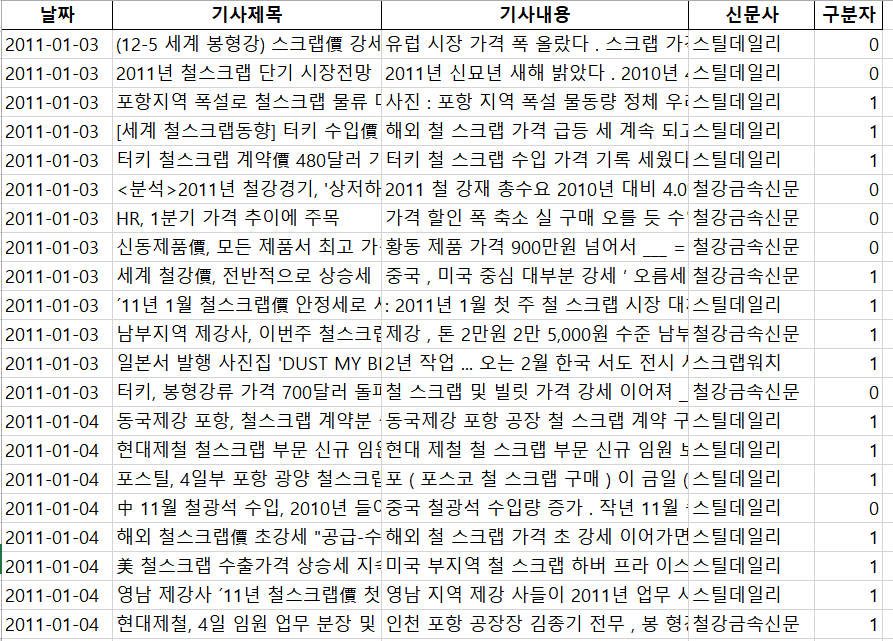 날짜 기사제목 기사내용 신문사 구분자
2011-01-03 (12-5 세계 봉형강) 스크랩價 강세 유럽 시장 가격 폭 올랐다 . 스크랩 가 스틸데일리 0
2011-01-03 2011년 철스크랩 단기 시장전망 2011년 신묘년 새해 밝았다 . 2010년 스틸데일리 0
2011-01-03 포항지역 폭설로 철스크랩 물류 사진 : 포항 지역 폭설 물동량 정체 우 스틸데일리 1
2011-01-03 [세계 철스크랩동향] 터키 수입價 해외 철 스크랩 가격 급등 세 계속 되고 스틸데일리 1
2011-01-03 터키 철스크랩 계약價 480달러 터키 철 스크랩 수입 가격 기록 세웠다 스틸데일리 1
2011-01-03 <분석>2011년 철강경기, '상저하 2011 철 강재 총수요 2010년 대비 4.0 철강금속신문 0
2011-01-03 HR, 1분기 가격 추이에 주목 가격 할인 폭 축소 실 구매 오를 듯 수 철강금속신문 0
2011-01-03 신동제품價, 모든 제품서 최고 가 황동 제품 가격 900만원 넘어서 ___ = 철강금속신문 0
2011-01-03 세계 철강價, 전반적으로 상승세 중국 , 미국 중심 대부분 강세 ‘ 오름세 철강금속신문 1
2011-01-03 ´11년 1월 철스크랩價 안정세로 : 2011년 1월 첫 주 철 스크랩 시장 대 스틸데일리 1
2011-01-03 남부지역 제강사, 이번주 철스크랩 제강 , 톤 2만원 2만 5,000원 수준 남부 철강금속신문 1
2011-01-03 일본서 발행 사진집 'DUST MY 2년 작업 ... 오는 2월 한국 서도 전시 스크랩워치 1
2011-01-03 터키, 봉형강류 가격 700달러 돌파 철 스크랩 및 빌릿 가격 강세 이어져 _ 철강금속신문 0
2011-01-04 동국제강 포항, 철스크랩 계약분 동국제강 포항 공장 철 스크랩 계약 구 스틸데일리 1
2011-01-04 현대제철 철스크랩 부문 신규 임원 현대 제철 철 스크랩 부문 신규 임원 보 스틸데일리 1
2011-01-04 포스틸, 4일부 포항 광양 철스크랩 포 ( 포스코 철 스크랩 구매 ) 이 금일 ( 스틸데일리 1
2011-01-04 中 11월 철광석 수입, 2010년 들어 중국 철광석 수입량 증가 . 작년 11월 스틸데일리 0
2011-01-04 해외 철스크랩價 초강세 "공급-수 해외 철 스크랩 가격 초 강세 이어가면 스틸데일리 1
2011-01-04 美 철스크랩 수출가격 상승세 지속 미국 부지역 철 스크랩 하버 프라 이스 스틸데일리 1
2011-01-04 영남 제강사 ´11년 철스크랩價 첫 영남 지역 제강 사들이 2011년 업무 시 스틸데일리 1
2011-01-04 현대제철, 4일 임원 업무 분장 및 인천 포항 공장장 김종기 전무 , 봉 형강 철강금속신문 1